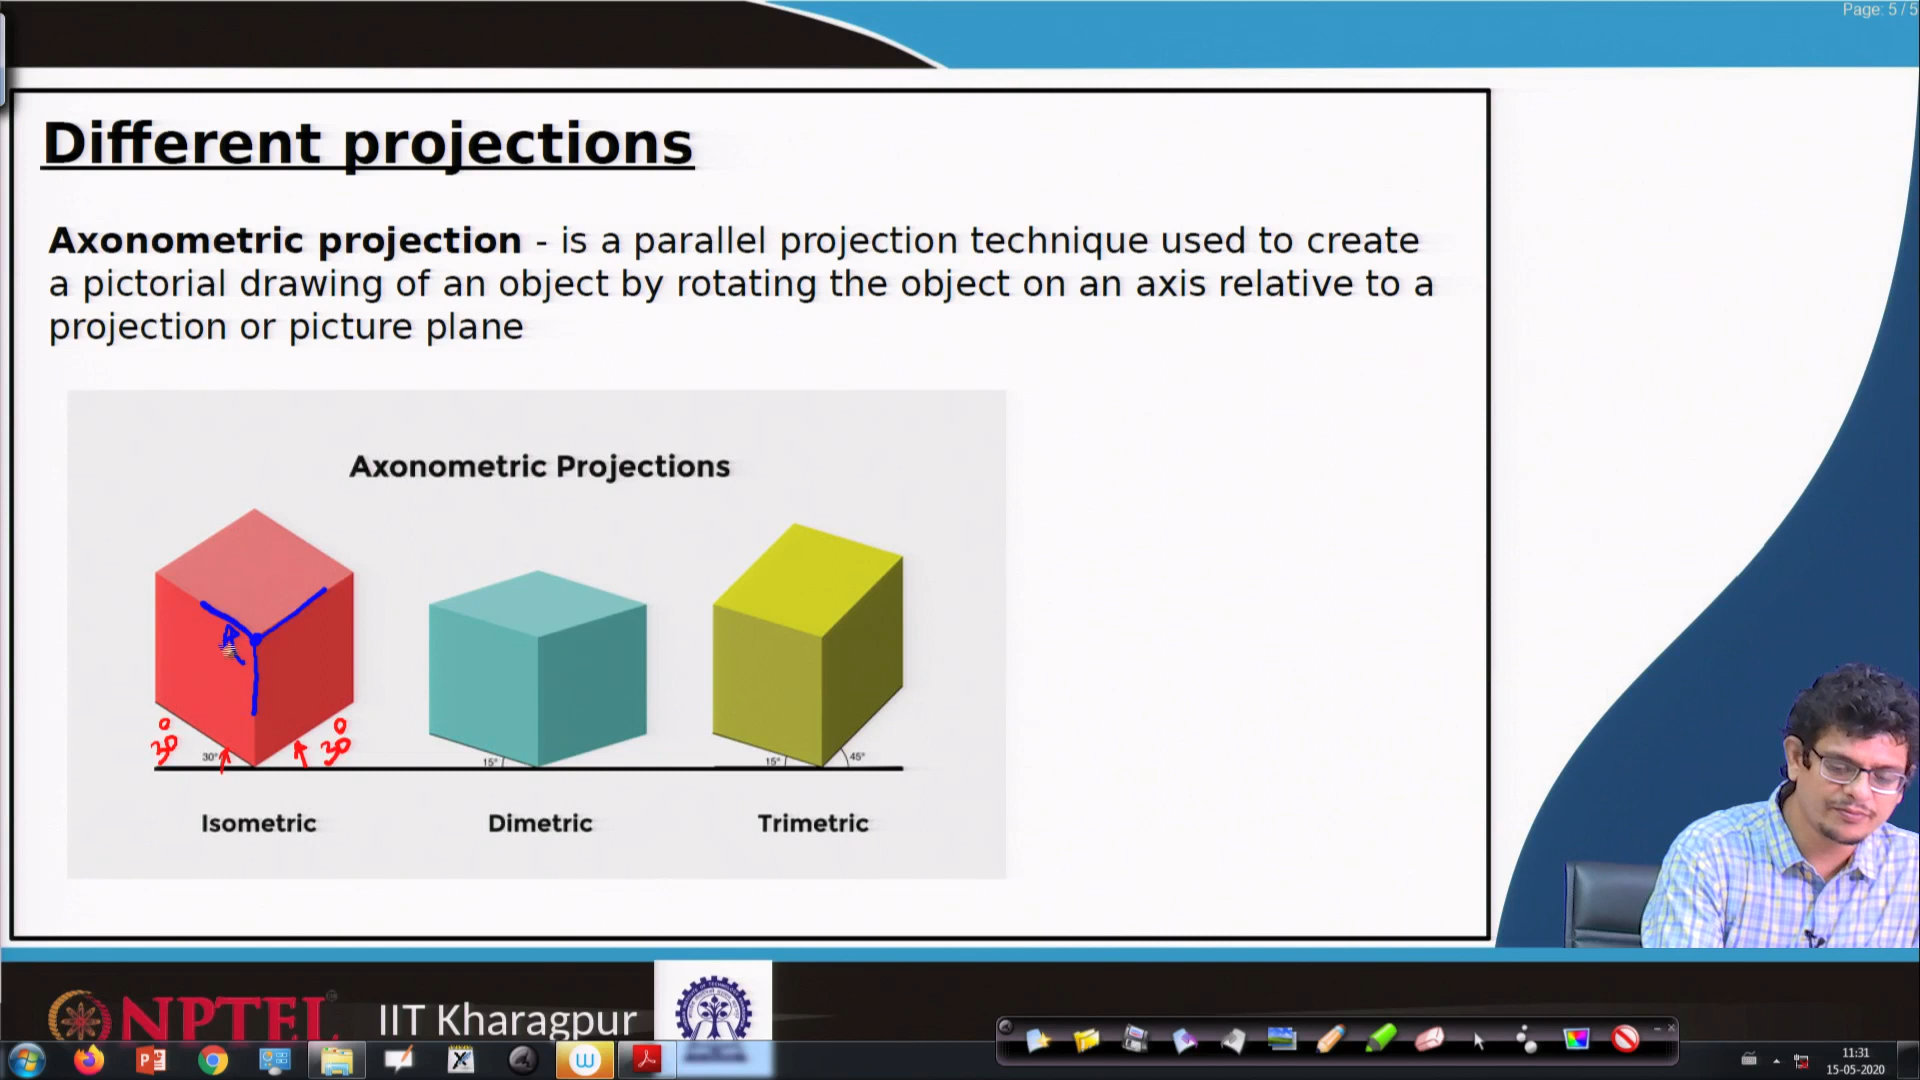 Page: 5 / 5
Different projections
Axonometric projection - is a parallel projection technique used to create
a pictorial drawing of an object by rotating the object on an axis relative to a
projection or picture plane
Axonometric Projections
30° 30°
30° 15° 15° 45°
Isometric Dimetric Trimetric
NPTEL IIT Kharagpur
11:31
15-05-2020